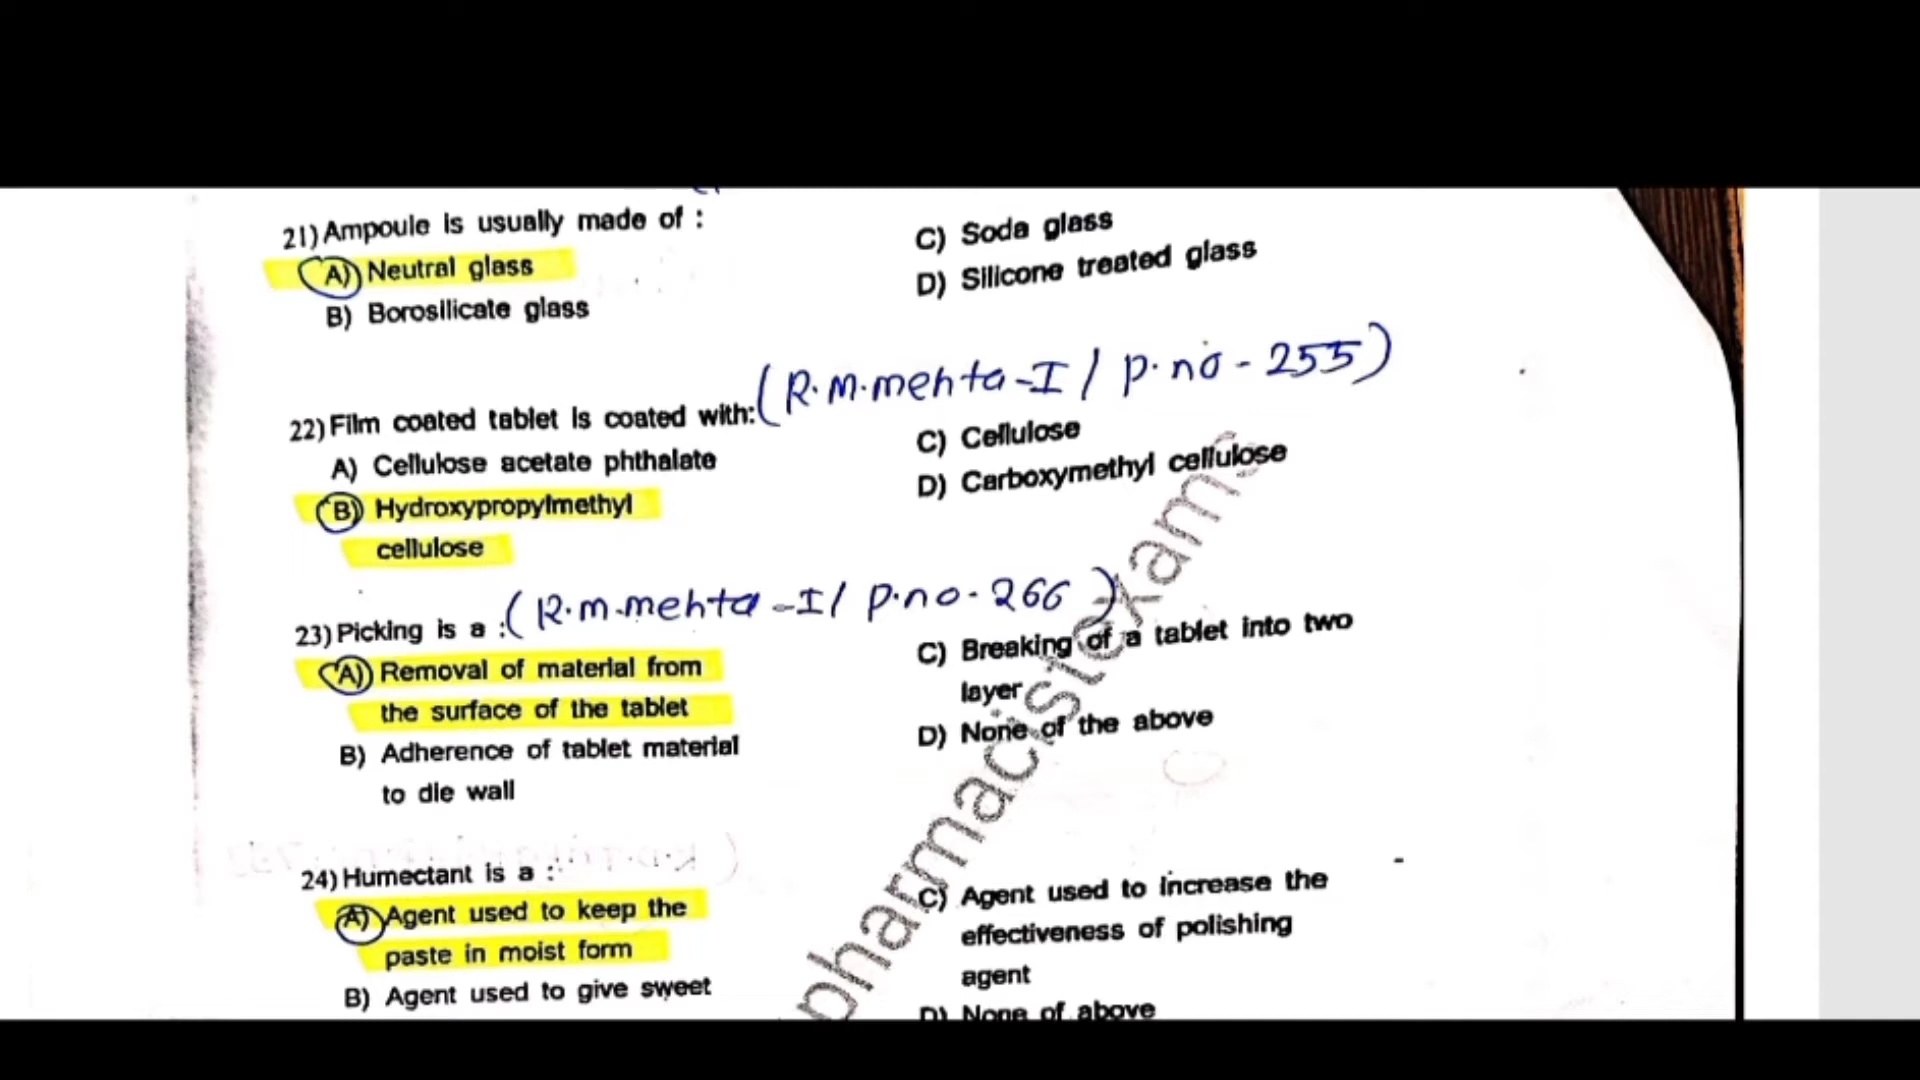 21) Ampoule is usually made of :
A) Neutral glass
B) Borosilicate glass
C) Soda glass
D) Silicone treated glass
(R.M.mehta-I / p.no-255)
22) Film coated tablet is coated with:
A) Cellulose acetate phthalate
B) Hydroxypropylmethyl
cellulose
C) Cellulose
D) Carboxymethyl cellulose
(R.m.mehta-I/ p.no.266)
23) Picking is a :
A) Removal of material from
the surface of the tablet
B) Adherence of tablet material
to die wall
C) Breaking of a tablet into two
layer
D) None of the above
24) Humectant is a :
A) Agent used to keep the
paste in moist form
B) Agent used to give sweet
C) Agent used to increase the
effectiveness of polishing
agent
D) None of above
pharmacistexams